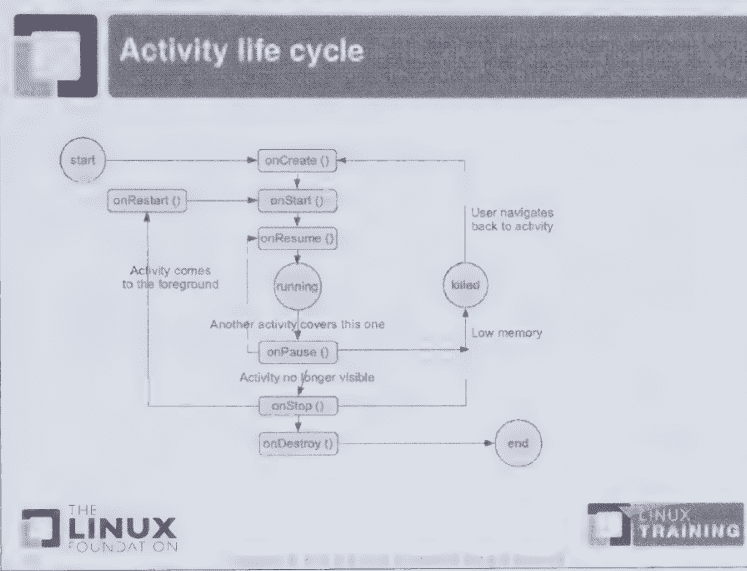 Activity life cycle
start
onCreate ()
onRestart ()
onStart ()
User navigates
back to activity
onResume ()
Activity comes
to the foreground
running
killed
Another activity covers this one
Low memory
onPause ()
Activity no longer visible
onStop ()
onDestroy ()
end
THE
LINUX
FOUNDATION
LINUX
TRAINING